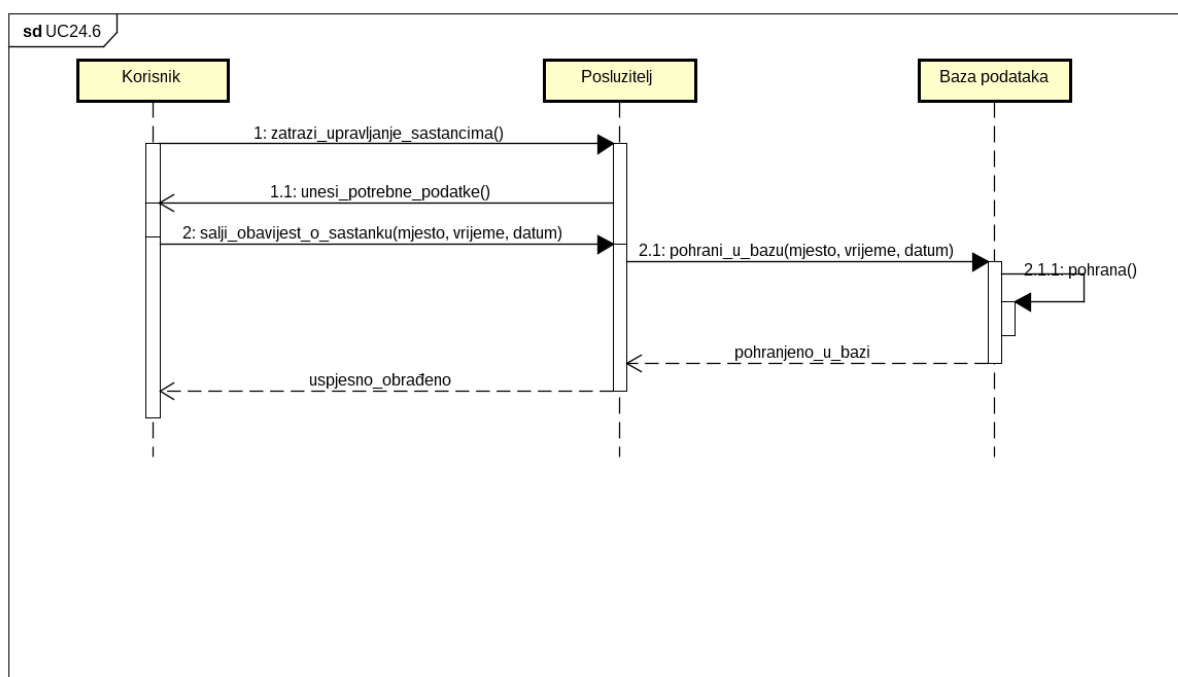 sd UC24.6
Korisnik
Posluzitelj
Baza podataka
1: zatrazi_upravljanje_sastancima()
1.1: unesi_potrebne_podatke()
2: salji_obavijest_o_sastanku(mjesto, vrijeme, datum)
2.1: pohrani_u_bazu(mjesto, vrijeme, datum)
2.1.1: pohrana()
pohranjeno_u_bazi
uspjesno_obrađeno